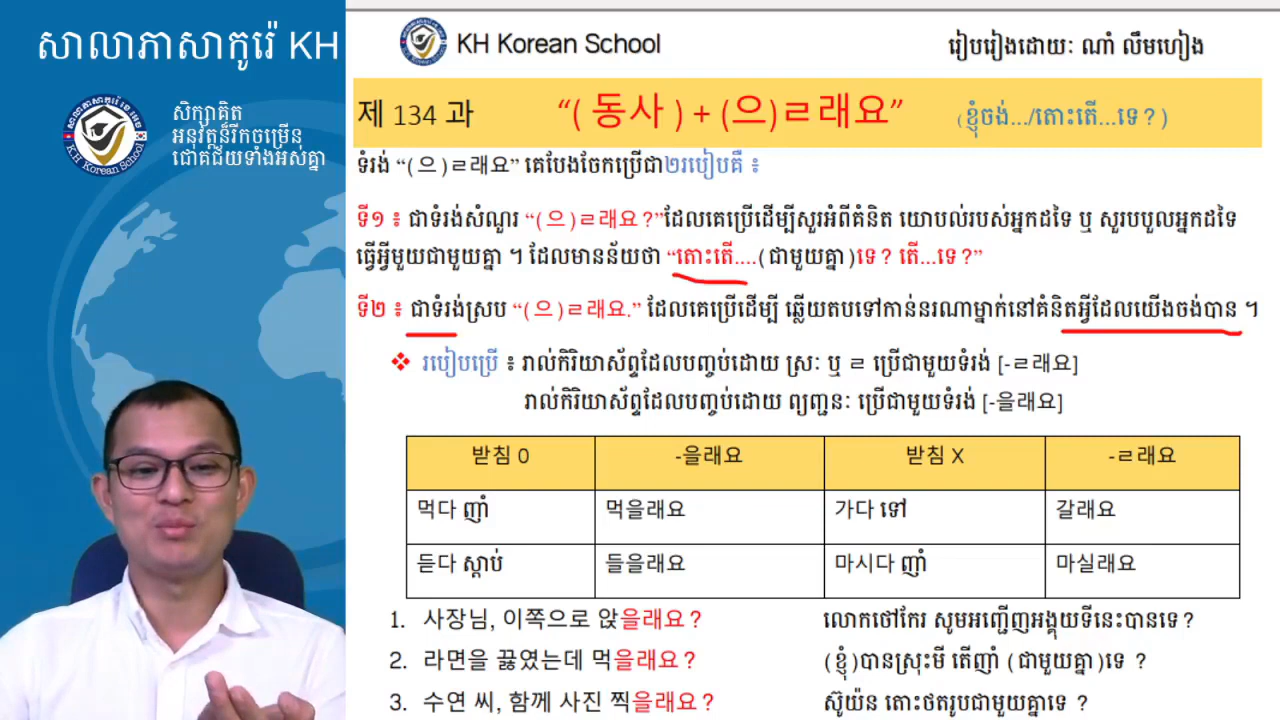 សាលាភាសាកូរ៉េ KH
សិក្សាគិត
អនុវត្តន៍រីកចម្រើន
ជោគជ័យទាំងអស់គ្នា
KH Korean School
រៀបរៀងដោយៈ ណាំ លឹមហៀង
제 134 과 “( 동사 ) + (으)ㄹ래요” (ខ្ញុំចង់.../តោះតើ...ទេ?)
ទំរង់ “(으)ㄹ래요” គេបែងចែកប្រើជា២របៀបគឺ ៖
ទី១ ៖ ជាទំរង់សំណួរ “(으)ㄹ래요?”ដែលគេប្រើដើម្បីសួរអំពីគំនិត យោបល់របស់អ្នកដទៃ ឬ សួរបបួលអ្នកដទៃ
ធ្វើអ្វីមួយជាមួយគ្នា ។ ដែលមានន័យថា “តោះតើ....(ជាមួយគ្នា)ទេ? តើ...ទេ?”
ទី២ ៖ ជាទំរង់ស្រប “(으)ㄹ래요.” ដែលគេប្រើដើម្បី ឆ្លើយតបទៅកាន់នរណាម្នាក់នៅគំនិតអ្វីដែលយើងចង់បាន ។
❖ របៀបប្រើ ៖ រាល់កិរិយាស័ព្ទដែលបញ្ចប់ដោយ ស្រៈ ឬ ㄹ ប្រើជាមួយទំរង់ [-ㄹ래요]
រាល់កិរិយាស័ព្ទដែលបញ្ចប់ដោយ ព្យញ្ជនៈ ប្រើជាមួយទំរង់ [-을래요]
받침 0 -을래요 받침 X -ㄹ래요
먹다 ញ៉ាំ 먹을래요 가다 ទៅ 갈래요
듣다 ស្តាប់ 들을래요 마시다 ញ៉ាំ 마실래요
1. 사장님, 이쪽으로 앉을래요? លោកថៅកែ សូមអញ្ជើញអង្គុយទីនេះបានទេ ?
2. 라면을 끓였는데 먹을래요? (ខ្ញុំ)បានស្រុះមី តើញ៉ាំ (ជាមួយគ្នា)ទេ ?
3. 수연 씨, 함께 사진 찍을래요? ស៊ូយ៉ន តោះថតរូបជាមួយគ្នាទេ ?